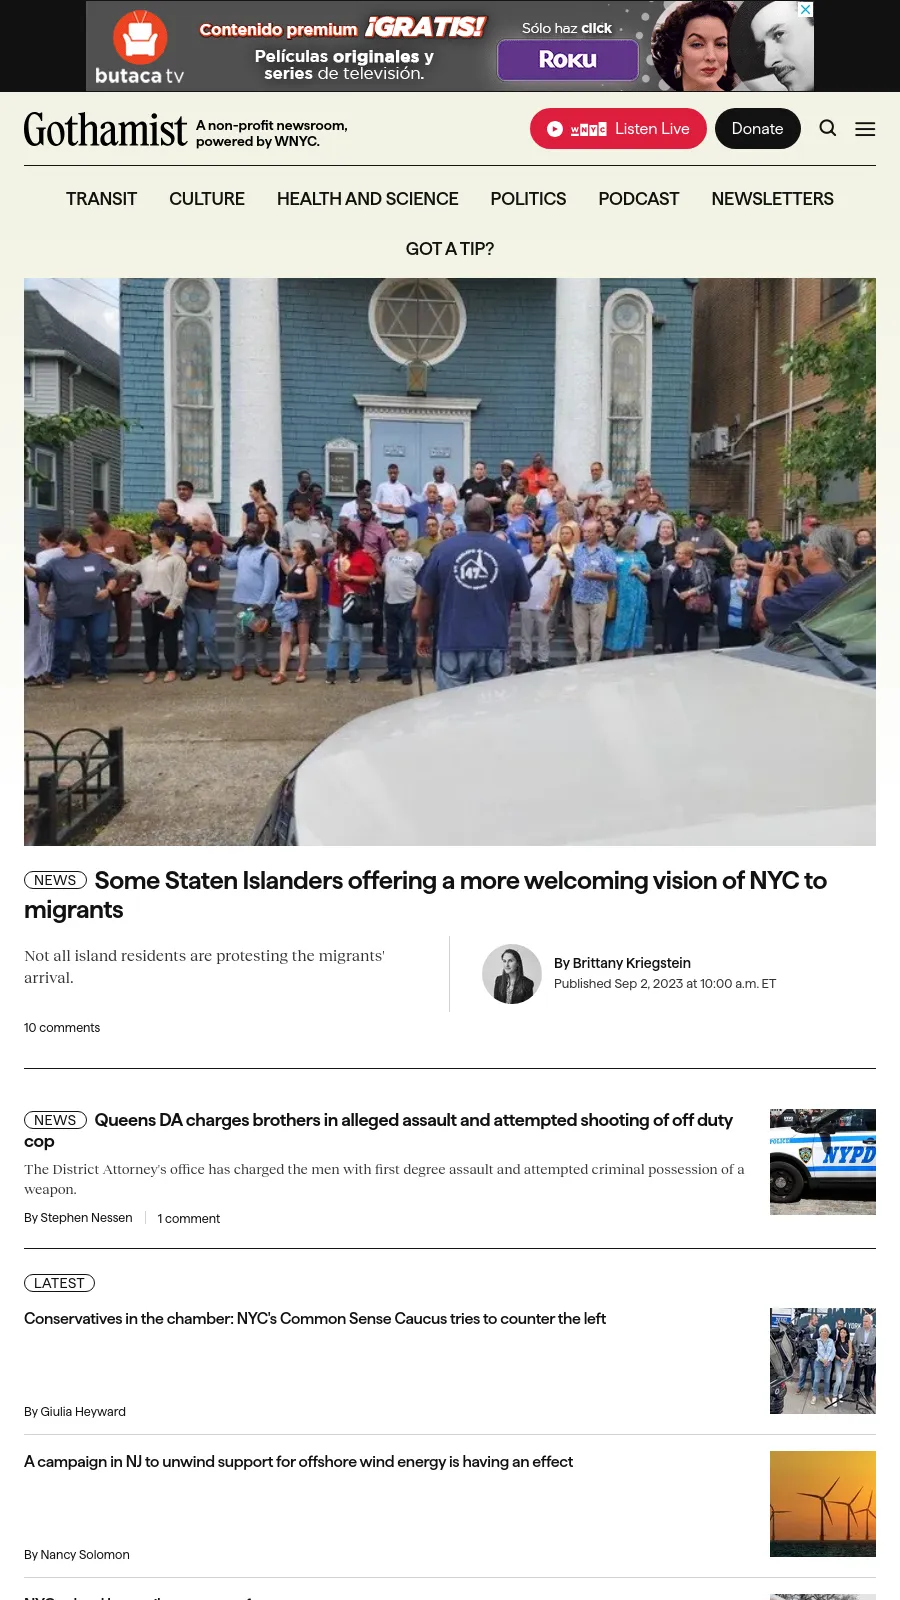 Contenido premium ¡GRATIS!
Películas originales y
series de televisión.
butaca tv
Sólo haz click
ROKU
Gothamist
A non-profit newsroom,
powered by WNYC.
WNYC Listen Live
Donate
TRANSIT CULTURE HEALTH AND SCIENCE POLITICS PODCAST NEWSLETTERS
GOT A TIP?
147
NEWS Some Staten Islanders offering a more welcoming vision of NYC to
migrants
Not all island residents are protesting the migrants'
arrival.
By Brittany Kriegstein
Published Sep 2, 2023 at 10:00 a.m. ET
10 comments
NEWS Queens DA charges brothers in alleged assault and attempted shooting of off duty
cop
The District Attorney's office has charged the men with first degree assault and attempted criminal possession of a
weapon.
By Stephen Nessen 1 comment
POLICE
NYPD
LATEST
Conservatives in the chamber: NYC's Common Sense Caucus tries to counter the left
By Giulia Heyward
A campaign in NJ to unwind support for offshore wind energy is having an effect
By Nancy Solomon